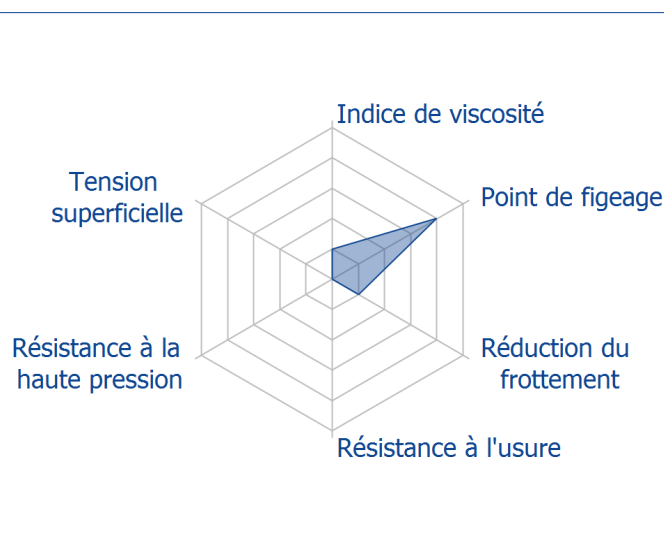 Indice de viscosité
Tension
superficielle
Point de figeage
Résistance à la
haute pression
Réduction du
frottement
Résistance à l'usure